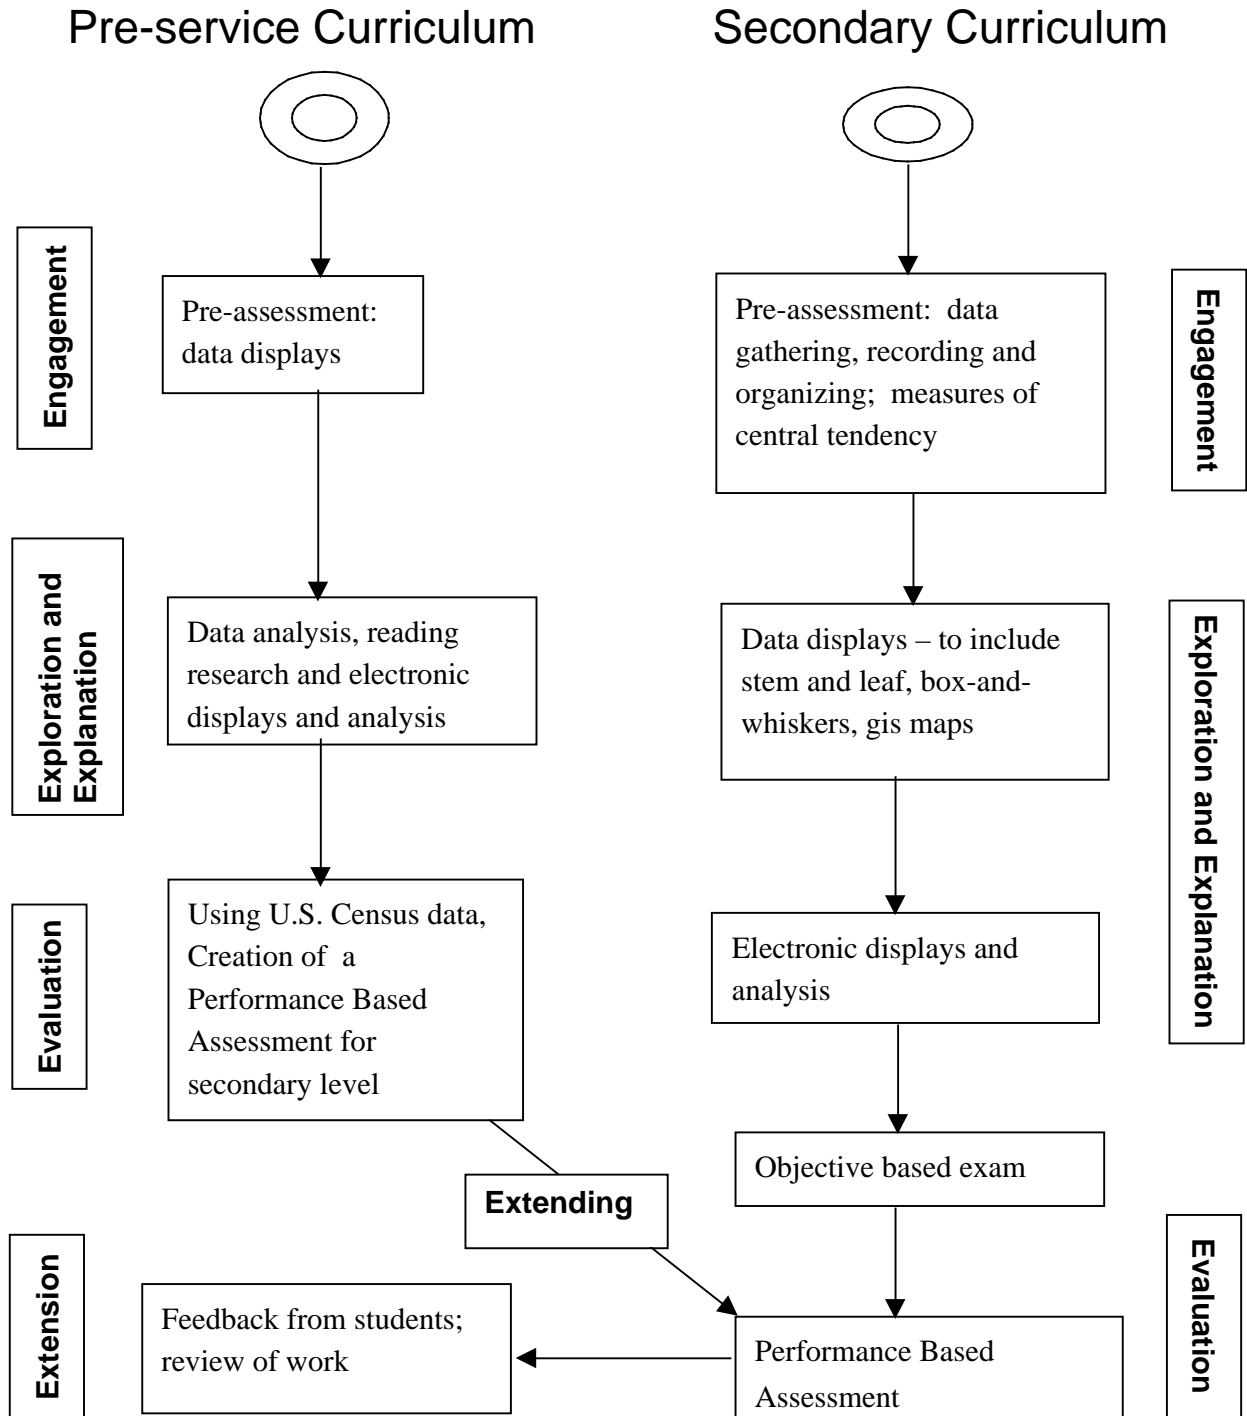 Pre-service Curriculum
Secondary Curriculum
Engagement
Pre-assessment:
data displays
Pre-assessment:  data
gathering, recording and
organizing;  measures of
central tendency
Engagement
Exploration and
Explanation
Data analysis, reading
research and electronic
displays and analysis
Data displays – to include
stem and leaf, box-and-
whiskers, gis maps
Exploration and Explanation
Evaluation
Using U.S. Census data,
Creation of  a
Performance Based
Assessment for
secondary level
Electronic displays and
analysis
Objective based exam
Extending
Evaluation
Extension
Feedback from students;
review of work
Performance Based
Assessment